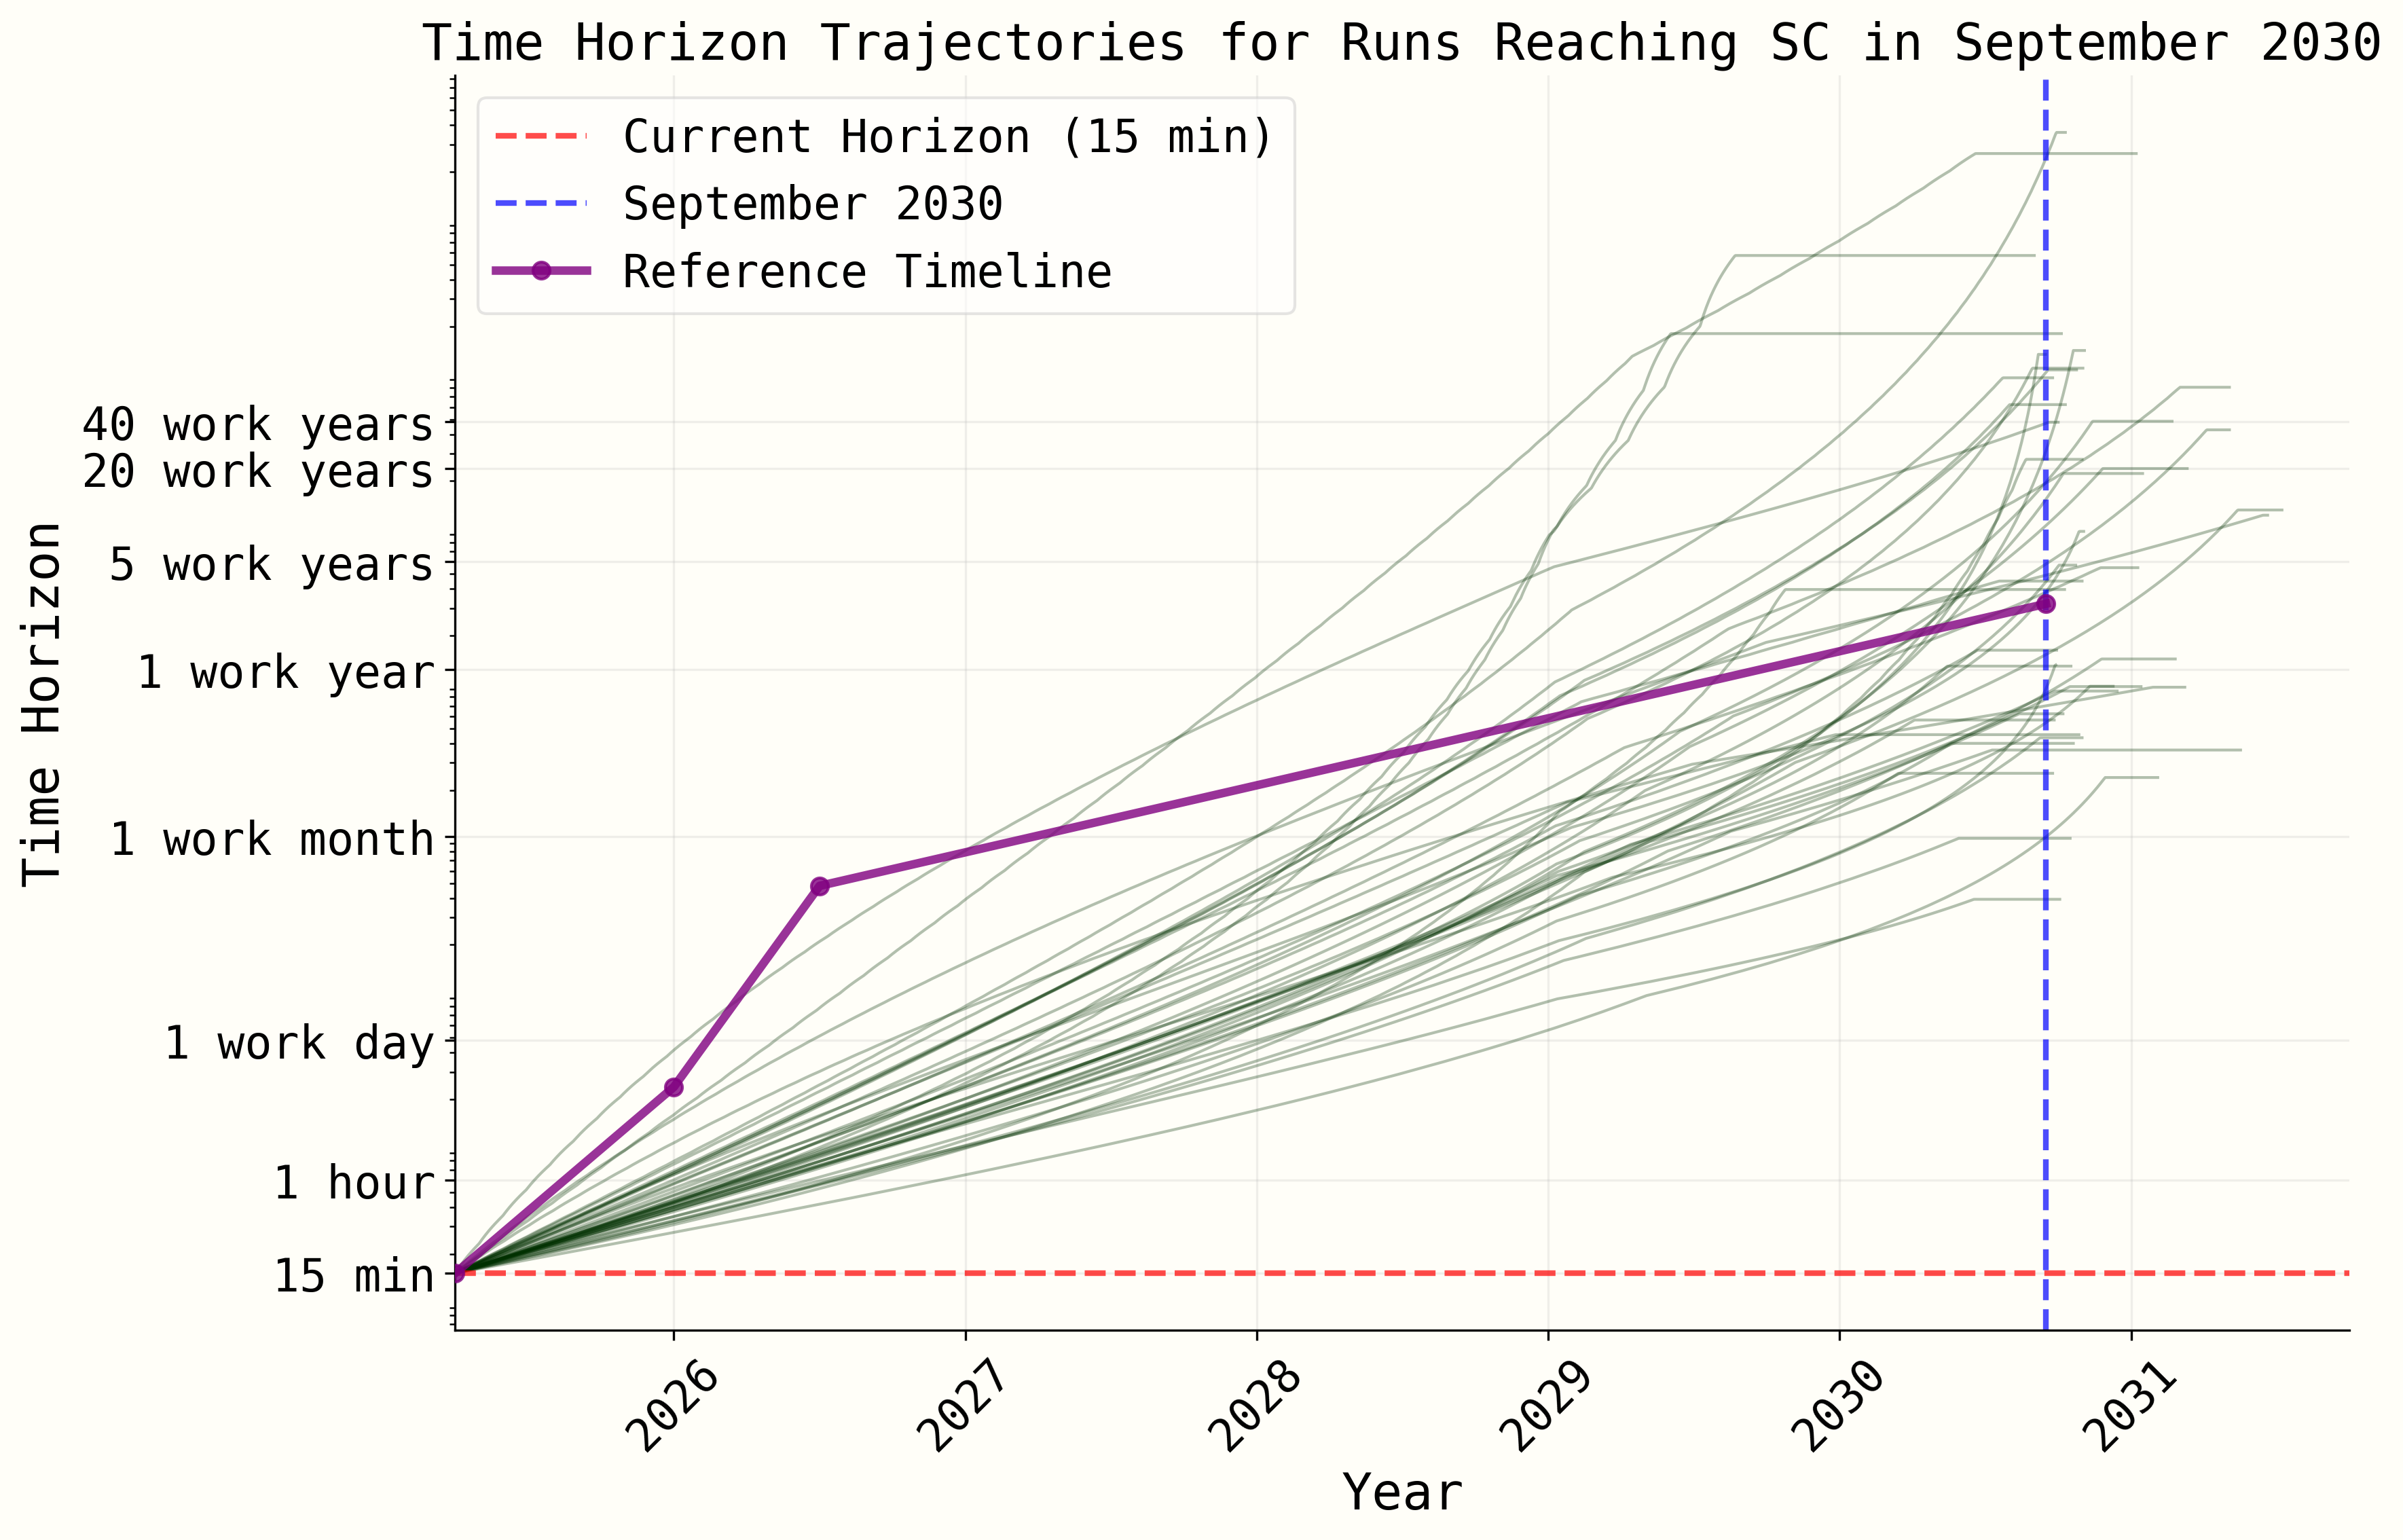 Time Horizon Trajectories for Runs Reaching SC in September 2030
Current Horizon (15 min)
September 2030
Reference Timeline
Time Horizon
40 work years
20 work years
5 work years
1 work year
1 work month
1 work day
1 hour
15 min
2026
2027
2028
2029
2030
2031
Year